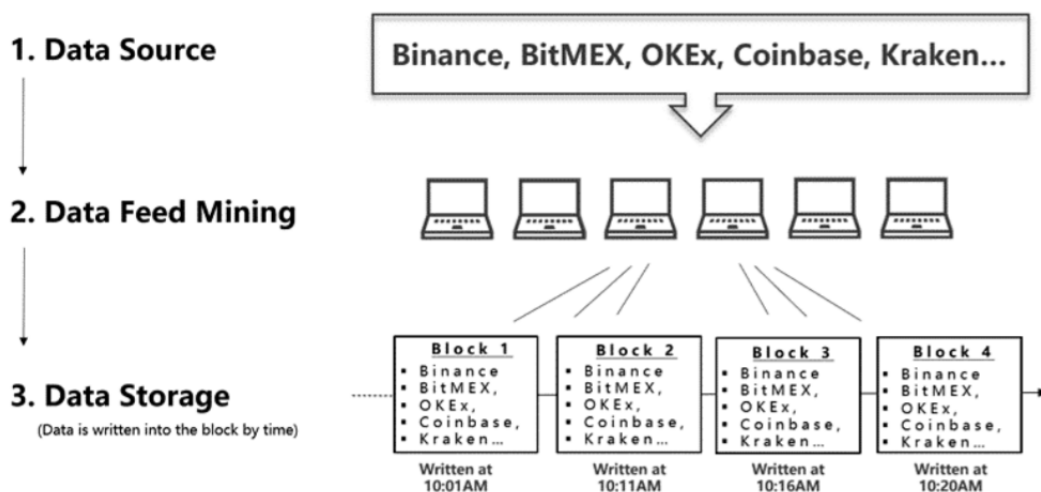 1. Data Source
Binance, BitMEX, OKEx, Coinbase, Kraken...
2. Data Feed Mining
3. Data Storage
(Data is written into the block by time)
Block 1
▪ Binance
▪ BitMEX,
▪ OKEx,
▪ Coinbase,
▪ Kraken...
Written at
10:01AM
Block 2
▪ Binance
▪ BitMEX,
▪ OKEx,
▪ Coinbase,
▪ Kraken...
Written at
10:11AM
Block 3
▪ Binance
▪ BitMEX,
▪ OKEx,
▪ Coinbase,
▪ Kraken...
Written at
10:16AM
Block 4
▪ Binance
▪ BitMEX,
▪ OKEx,
▪ Coinbase,
▪ Kraken...
Written at
10:20AM